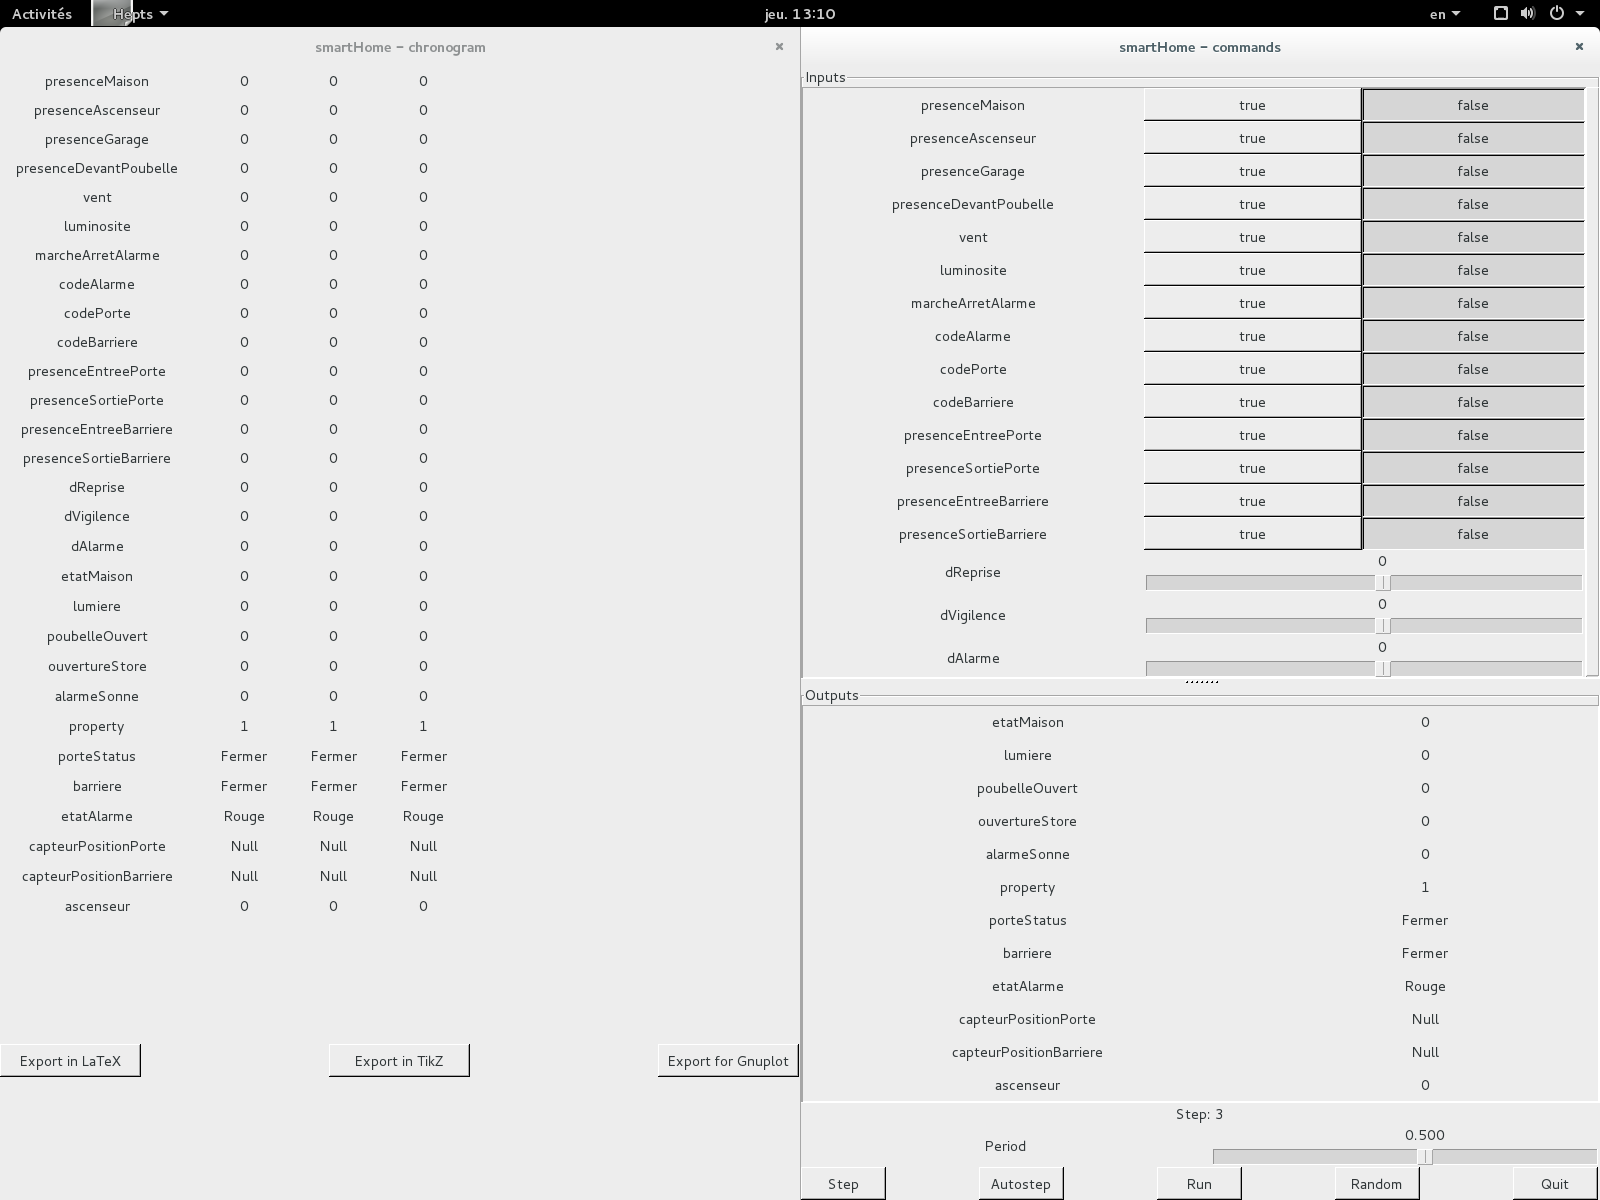 Activités Hepts jeu. 13:10 en
smartHome – chronogram ×
presenceMaison 0 0 0
presenceAscenseur 0 0 0
presenceGarage 0 0 0
presenceDevantPoubelle 0 0 0
vent 0 0 0
luminosite 0 0 0
marcheArretAlarme 0 0 0
codeAlarme 0 0 0
codePorte 0 0 0
codeBarriere 0 0 0
presenceEntreePorte 0 0 0
presenceSortiePorte 0 0 0
presenceEntreeBarriere 0 0 0
presenceSortieBarriere 0 0 0
dReprise 0 0 0
dVigilence 0 0 0
dAlarme 0 0 0
etatMaison 0 0 0
lumiere 0 0 0
poubelleOuvert 0 0 0
ouvertureStore 0 0 0
alarmeSonne 0 0 0
property 1 1 1
porteStatus Fermer Fermer Fermer
barriere Fermer Fermer Fermer
etatAlarme Rouge Rouge Rouge
capteurPositionPorte Null Null Null
capteurPositionBarriere Null Null Null
ascenseur 0 0 0
Export in LaTeX Export in TikZ Export for Gnuplot
smartHome – commands ×
Inputs
presenceMaison true false
presenceAscenseur true false
presenceGarage true false
presenceDevantPoubelle true false
vent true false
luminosite true false
marcheArretAlarme true false
codeAlarme true false
codePorte true false
codeBarriere true false
presenceEntreePorte true false
presenceSortiePorte true false
presenceEntreeBarriere true false
presenceSortieBarriere true false
dReprise 0
dVigilence 0
dAlarme 0
Outputs
etatMaison 0
lumiere 0
poubelleOuvert 0
ouvertureStore 0
alarmeSonne 0
property 1
porteStatus Fermer
barriere Fermer
etatAlarme Rouge
capteurPositionPorte Null
capteurPositionBarriere Null
ascenseur 0
Step: 3
Period 0.500
Step Autostep Run Random Quit